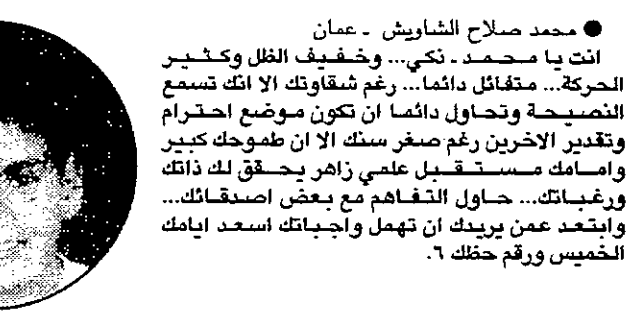 ● محمد صلاح الشاويش ـ عمان
انت يا محمد ـ ذكي... وخفيف الظل وكثير
الحركة... متفائل دائما... رغم شقاوتك الا انك تسمع
النصيحة وتحاول دائما ان تكون موضع احترام
وتقدير الاخرين رغم صغر سنك الا ان طموحك كبير
وامامك مستقبل علمي زاهر يحقق لك ذاتك
ورغباتك... حاول التفاهم مع بعض اصدقائك...
وابتعد عمن يريدك ان تهمل واجباتك اسعد ايامك
الخميس ورقم حظك ٦.